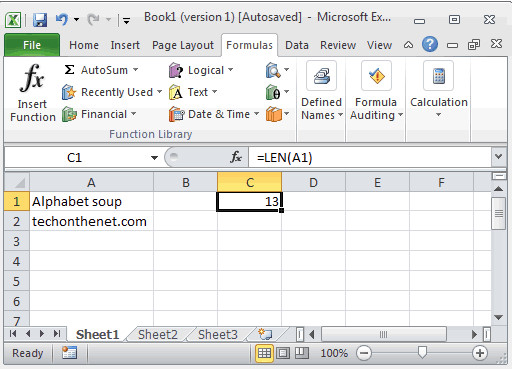 Book1 (version 1) [Autosaved] - Microsoft Ex...
File Home Insert Page Layout Formulas Data Review View
fx Σ AutoSum Logical
Insert Function Recently Used Text Defined Names Formula Auditing Calculation
Financial Date & Time
Function Library
C1 fx =LEN(A1)
A B C D E F
1 Alphabet soup 13
2 techonthenet.com
3
4
5
6
7
Sheet1 Sheet2 Sheet3
Ready 100%